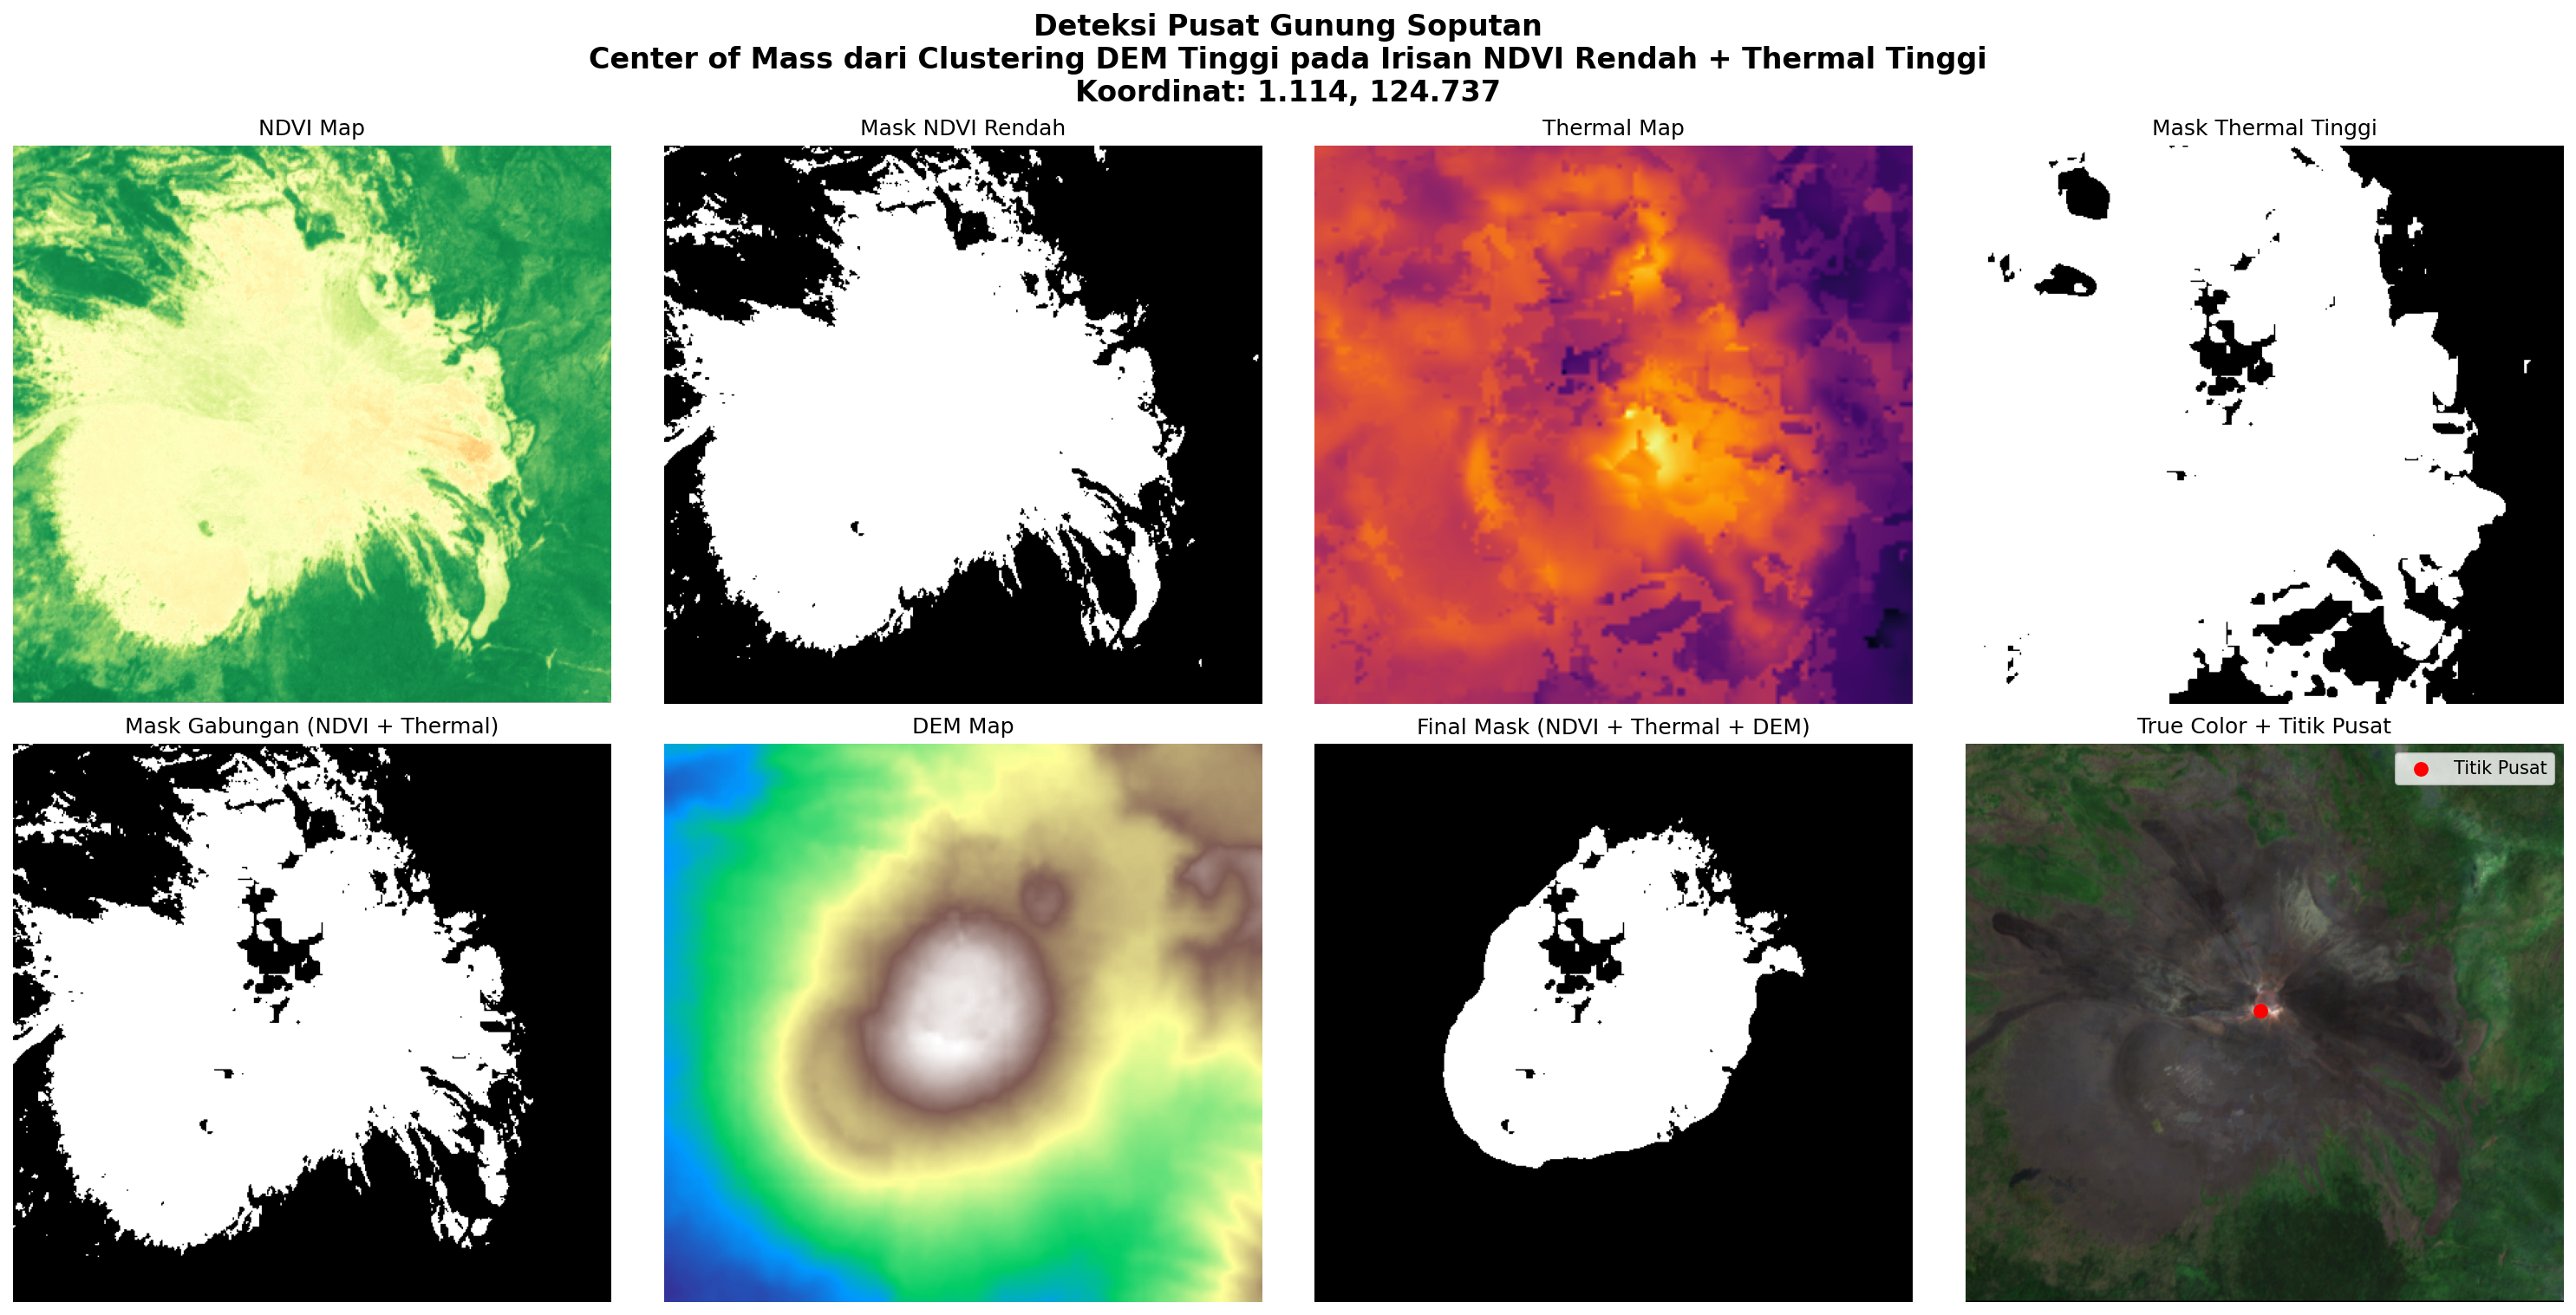 Deteksi Pusat Gunung Soputan
Center of Mass dari Clustering DEM Tinggi pada Irisan NDVI Rendah + Thermal Tinggi
Koordinat: 1.114, 124.737
NDVI Map
Mask NDVI Rendah
Thermal Map
Mask Thermal Tinggi
Mask Gabungan (NDVI + Thermal)
DEM Map
Final Mask (NDVI + Thermal + DEM)
True Color + Titik Pusat
Titik Pusat